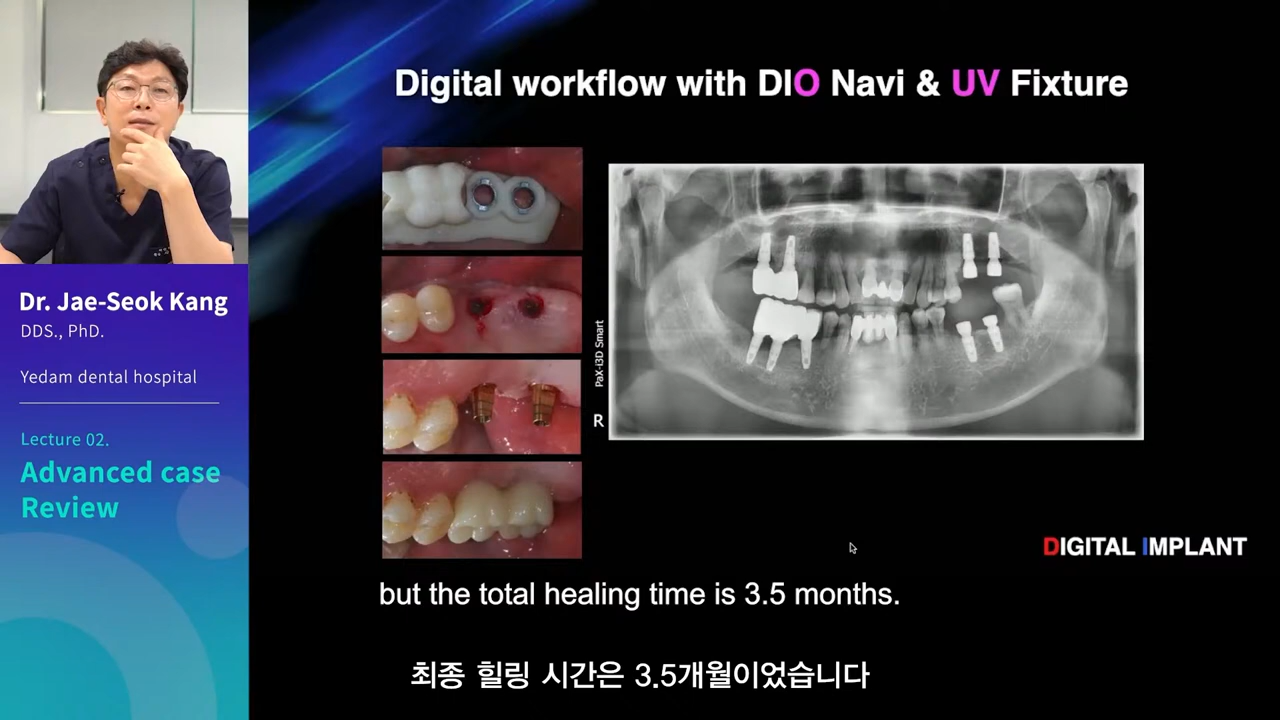 Digital workflow with DIO Navi & UV Fixture
Dr. Jae-Seok Kang
DDS., PhD.
Yedam dental hospital
Lecture 02.
Advanced case
Review
PaX-i3D Smart
R
DIGITAL IMPLANT
but the total healing time is 3.5 months.
최종 힐링 시간은 3.5개월이었습니다